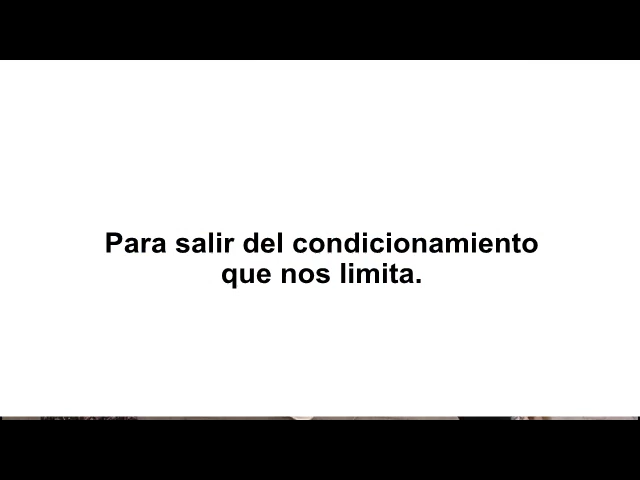 Para salir del condicionamiento
que nos limita.